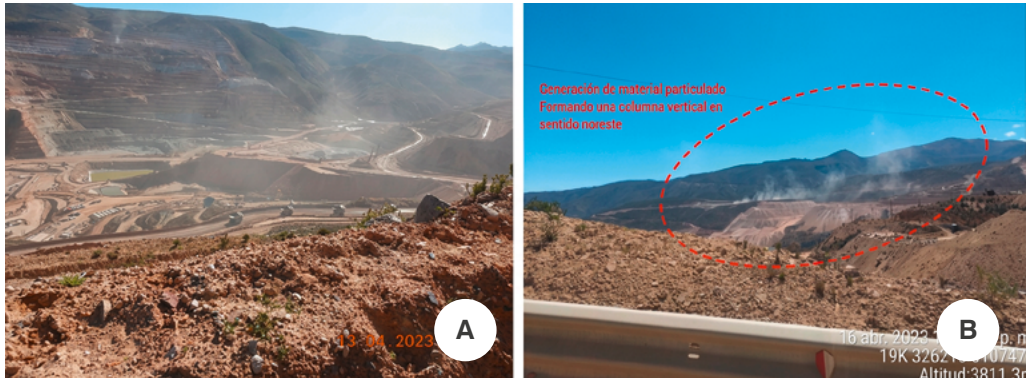 13 04 2023
A
Generación de material particulado
Formando una columna vertical en
sentido noreste
16 abr. 2023
p. m
19K
Altitud:3811.3
B